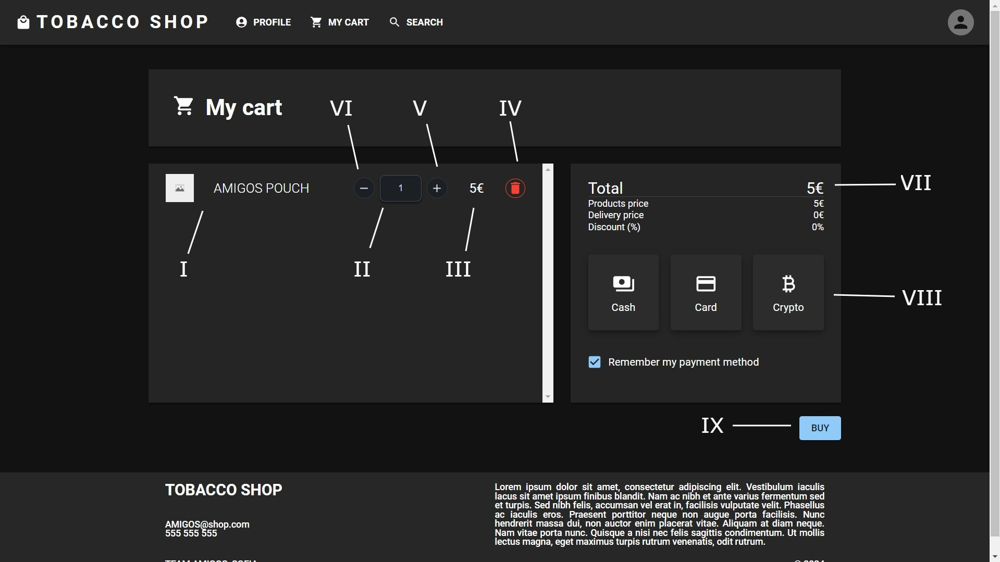 TOBACCO SHOP PROFILE MY CART SEARCH
My cart
VI V IV
AMIGOS POUCH 1 5€
I II III
Total 5€
Products price 5€
Delivery price 0€
Discount (%) 0%
VII
Cash Card Crypto
VIII
Remember my payment method
IX BUY
TOBACCO SHOP
AMIGOS@shop.com
555 555 555
Lorem ipsum dolor sit amet, consectetur adipiscing elit. Vestibulum iaculis
lacus sit amet ipsum finibus blandit. Nam ac nibh et ante varius fermentum sed
et turpis. Sed nibh felis, accumsan vel erat in, facilisis vulputate velit. Phasellus
ac iaculis eros. Praesent porttitor neque non augue porta facilisis. Nunc
hendrerit massa dui, non auctor enim placerat vitae. Aliquam at diam neque.
Nam vitae porta nunc. Quisque a nisi nec felis sagittis condimentum. Ut mollis
lectus magna, eget maximus turpis rutrum venenatis, odit rutrum.